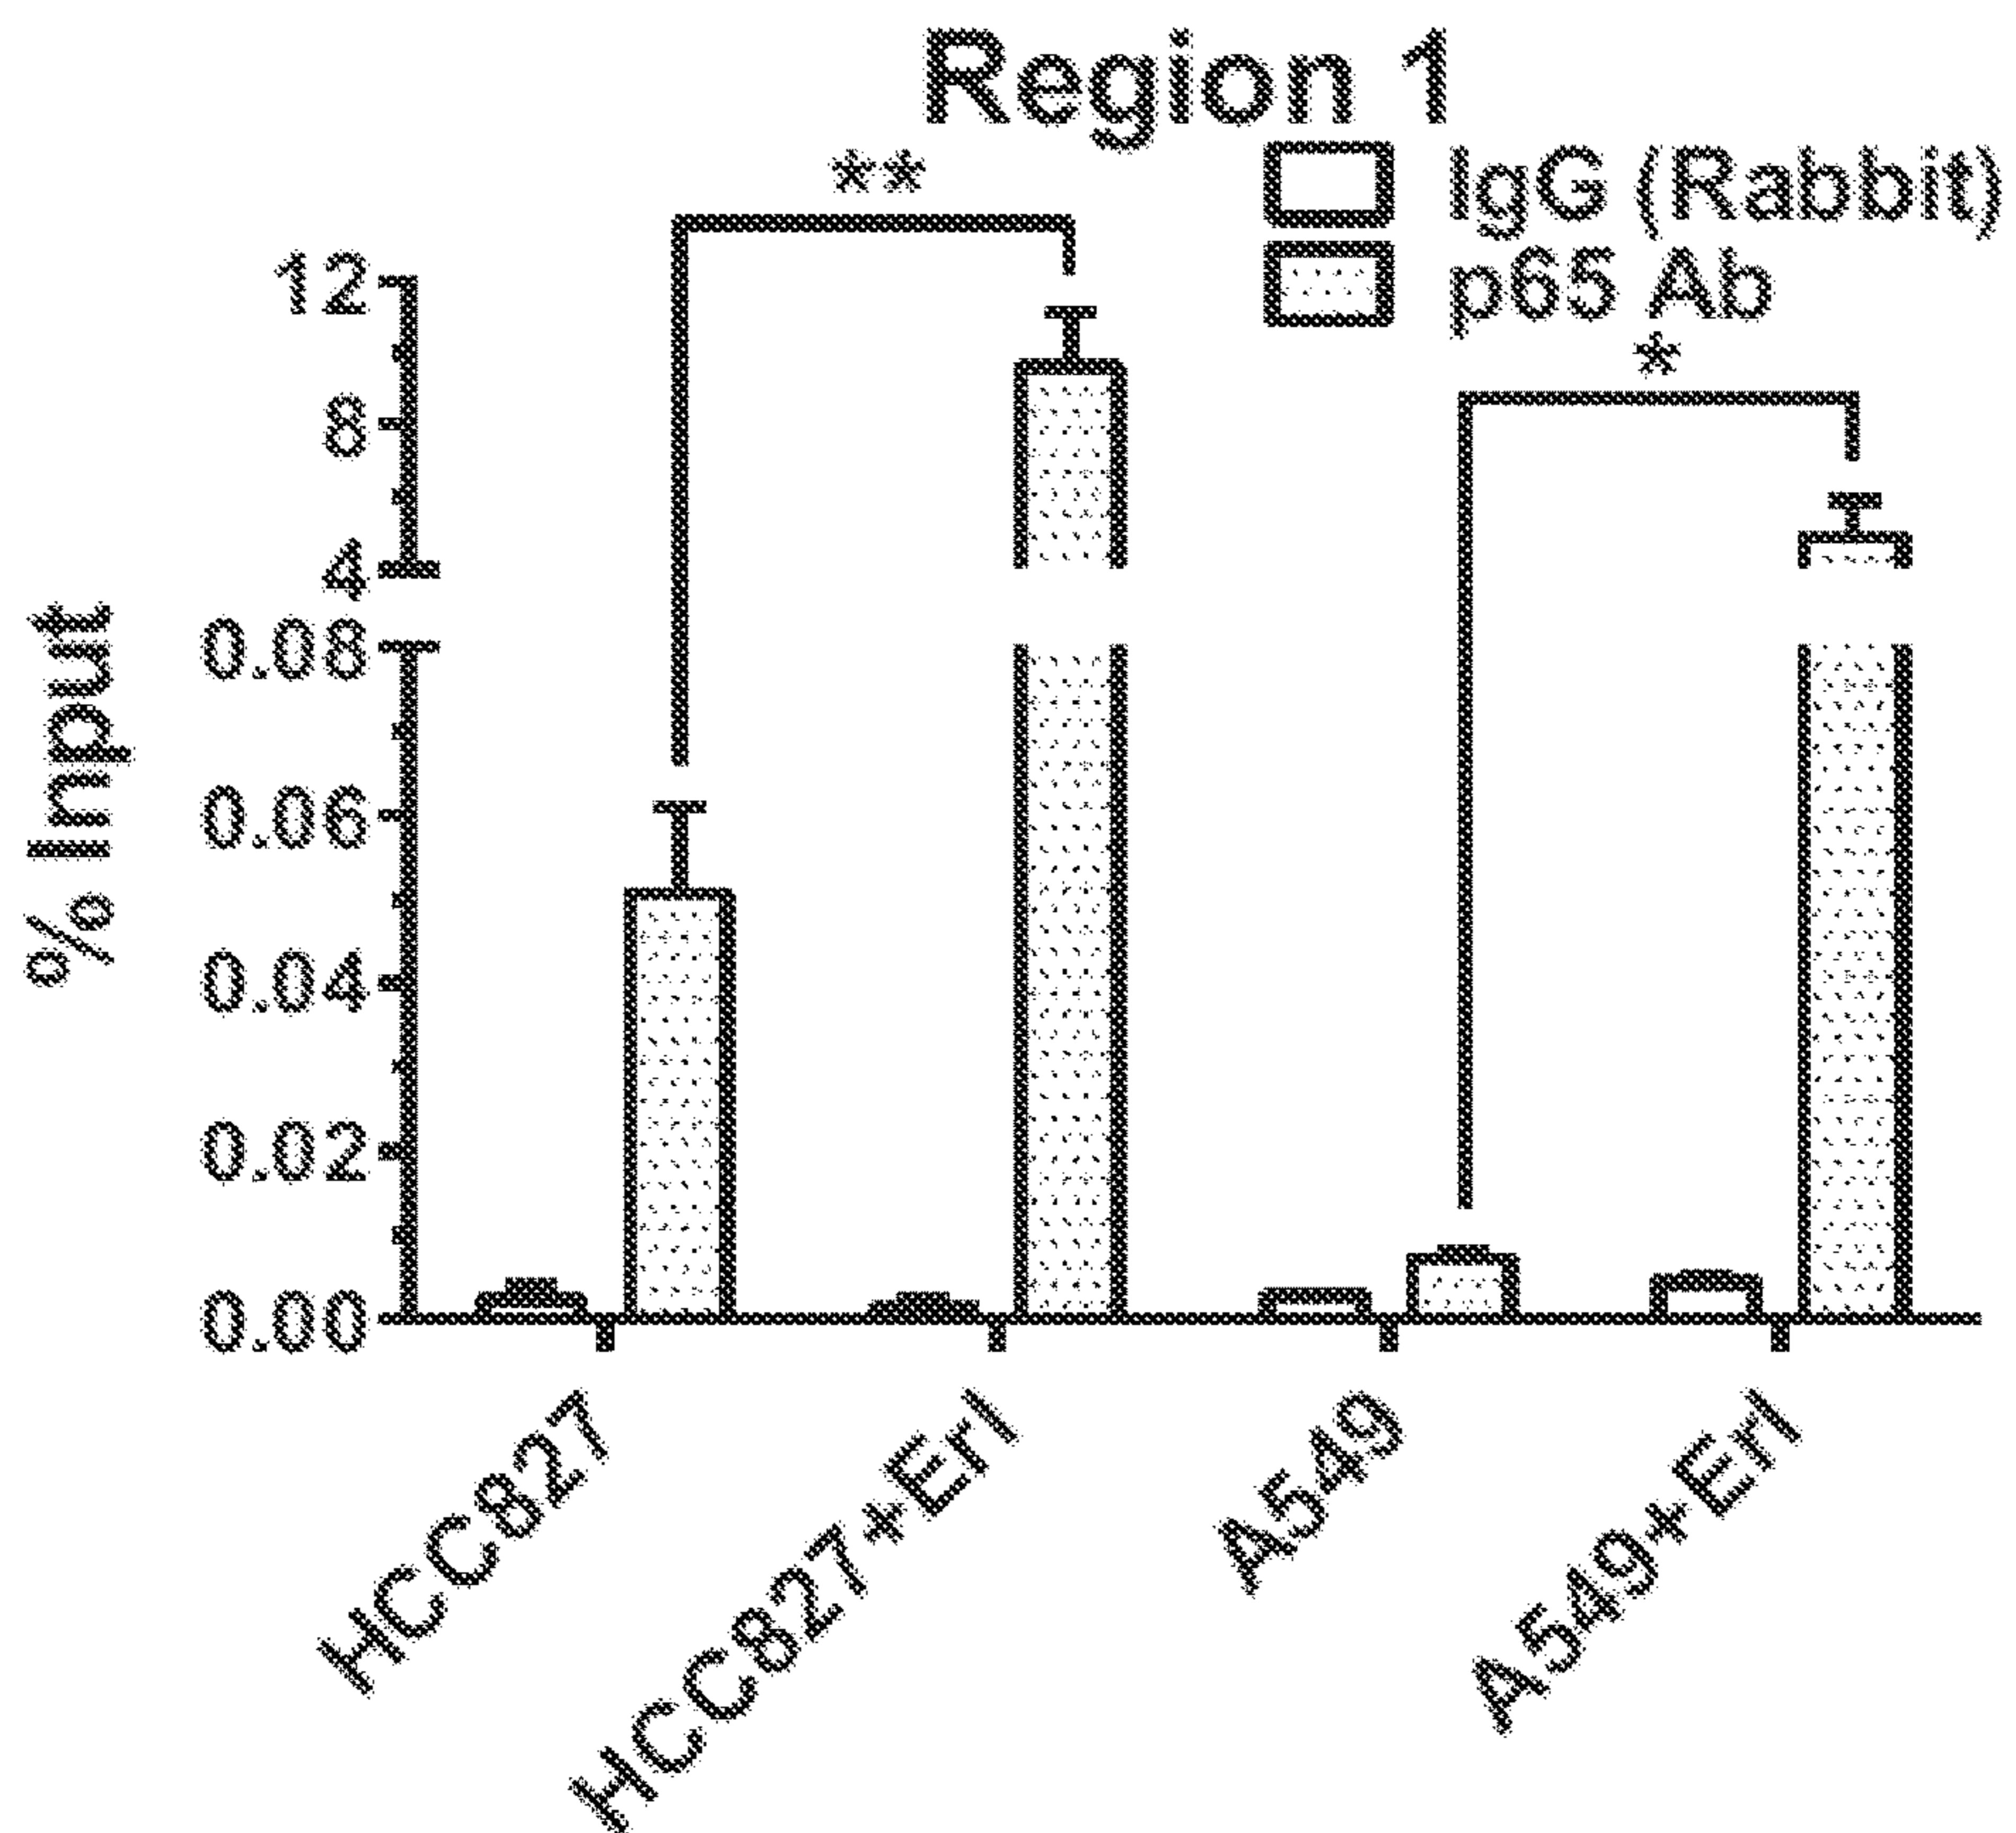 Region 1
**
IgG (Rabbit)
p65 Ab
*
% Input
12
8
4
0.08
0.06
0.04
0.02
0.00
HCC827
HCC827+Erl
A549
A549+Erl